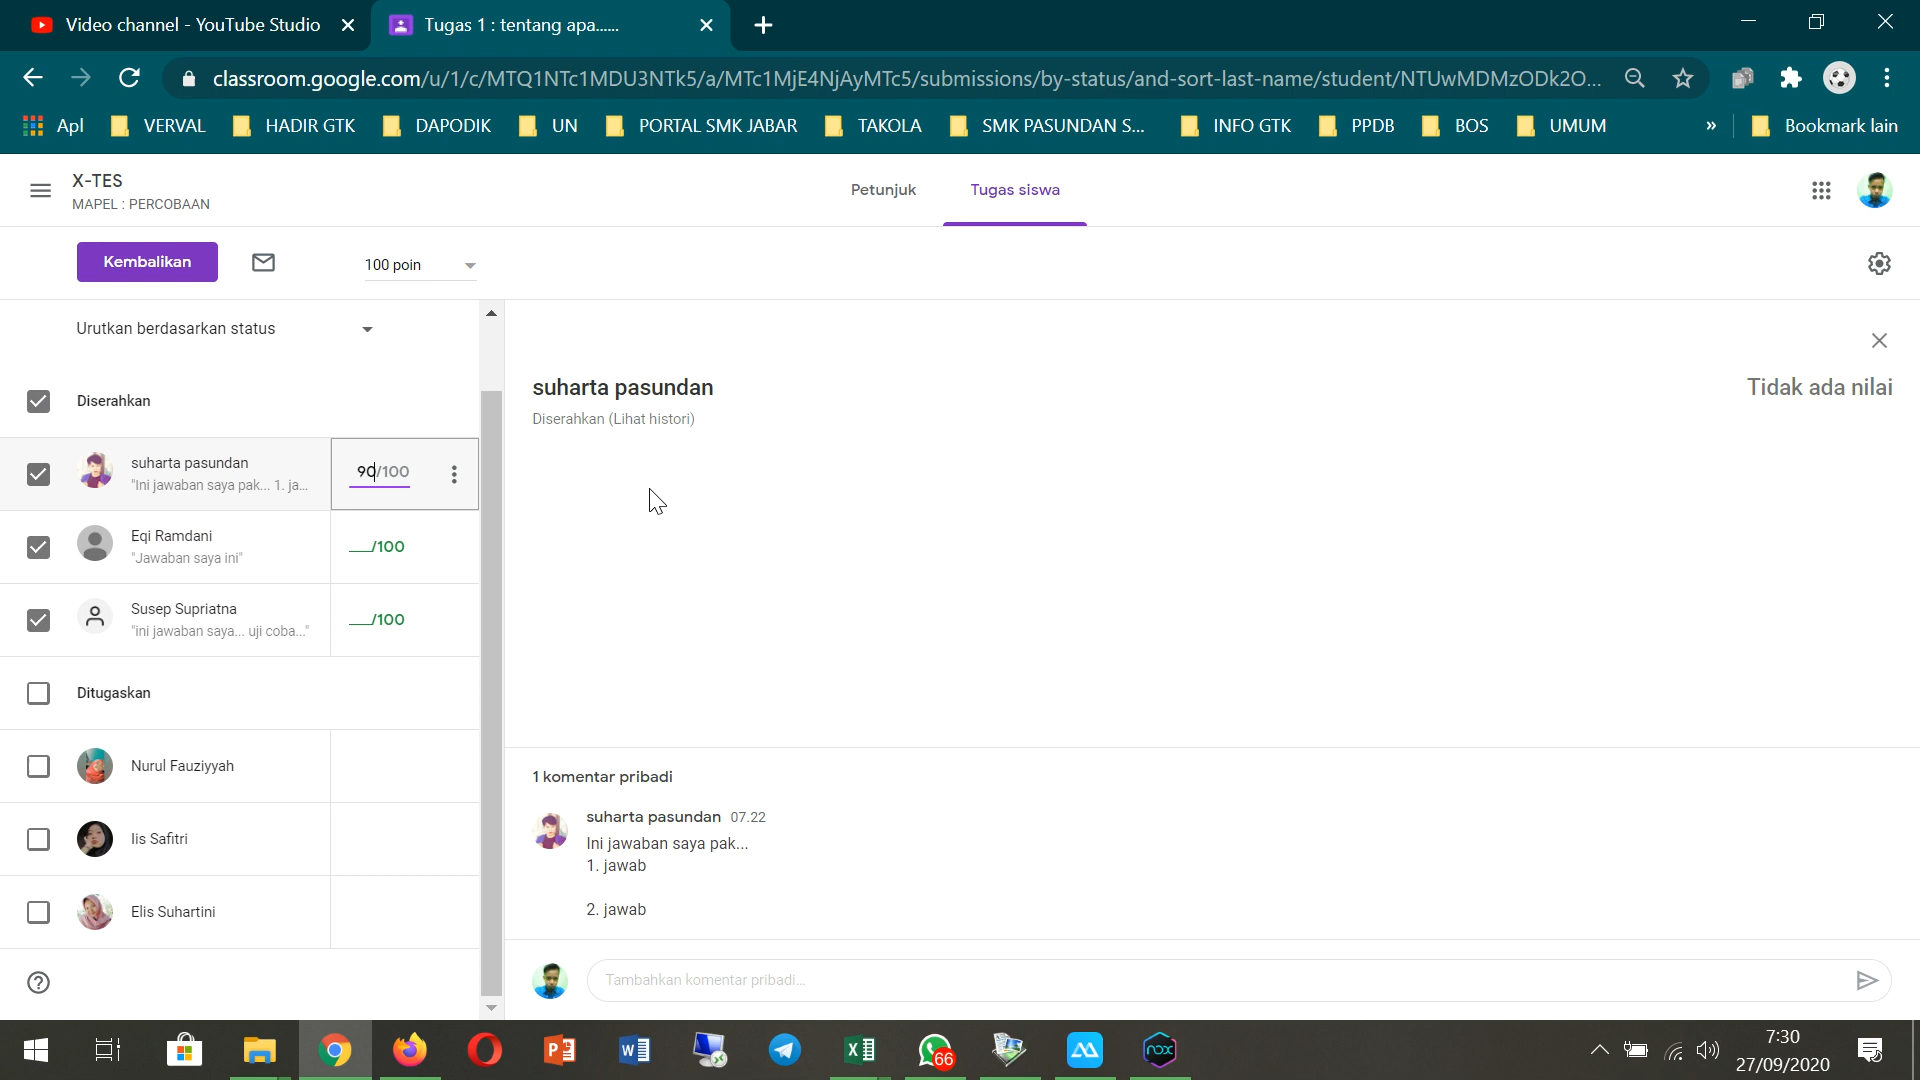 Video channel - YouTube Studio
Tugas 1 : tentang apa......
classroom.google.com/u/1/c/MTQ1NTc1MDU3NTk5/a/MTc1MjE4NjAyMTc5/submissions/by-status/and-sort-last-name/student/NTUwMDMzODk2O...
Apl
VERVAL
HADIR GTK
DAPODIK
UN
PORTAL SMK JABAR
TAKOLA
SMK PASUNDAN S...
INFO GTK
PPDB
BOS
UMUM
»
Bookmark lain
X-TES
MAPEL : PERCOBAAN
Petunjuk
Tugas siswa
Kembalikan
100 poin
Urutkan berdasarkan status
Diserahkan
suharta pasundan
"Ini jawaban saya pak... 1. ja...
90/100
Eqi Ramdani
"Jawaban saya ini"
__/100
Susep Supriatna
"ini jawaban saya... uji coba..."
__/100
Ditugaskan
Nurul Fauziyyah
Iis Safitri
Elis Suhartini
suharta pasundan
Tidak ada nilai
Diserahkan (Lihat histori)
1 komentar pribadi
suharta pasundan 07.22
Ini jawaban saya pak...
1. jawab
2. jawab
Tambahkan komentar pribadi...
66
nox
7:30
27/09/2020